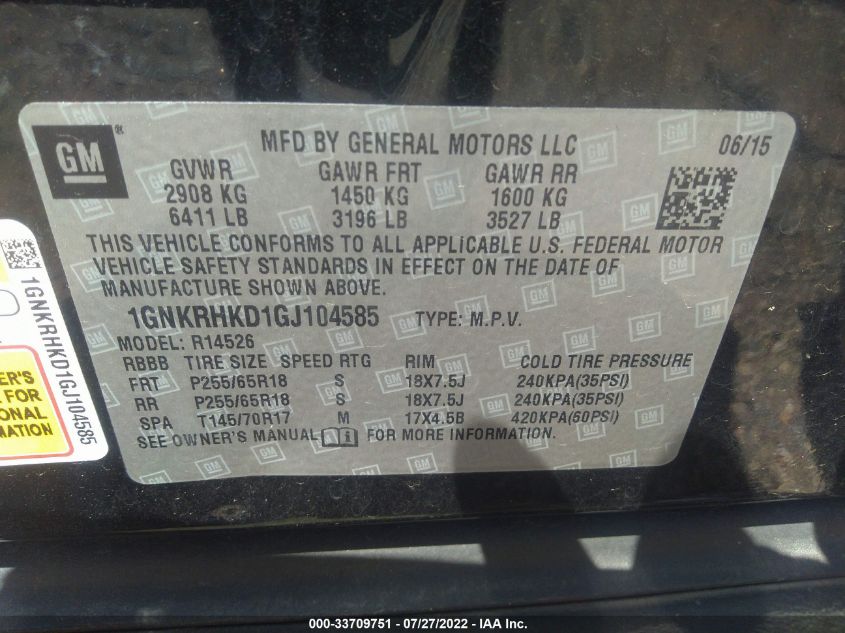 GM
MFD BY GENERAL MOTORS LLC
06/15
GVWR GAWR FRT GAWR RR
2908 KG 1450 KG 1600 KG
6411 LB 3196 LB 3527 LB
THIS VEHICLE CONFORMS TO ALL APPLICABLE U.S. FEDERAL MOTOR
VEHICLE SAFETY STANDARDS IN EFFECT ON THE DATE OF
MANUFACTURE SHOWN ABOVE.
1GNKRHKD1GJ104585 TYPE: M.P.V.
MODEL: R14526
RBBB TIRE SIZE SPEED RTG RIM COLD TIRE PRESSURE
FRT P255/65R18 S 18X7.5J 240KPA(35PSI)
RR P255/65R18 S 18X7.5J 240KPA(35PSI)
SPA T145/70R17 M 17X4.5B 420KPA(60PSI)
SEE OWNER'S MANUAL i FOR MORE INFORMATION.
1GNKRHKD1GJ104585
FOR
000-33709751 - 07/27/2022 - IAA Inc.